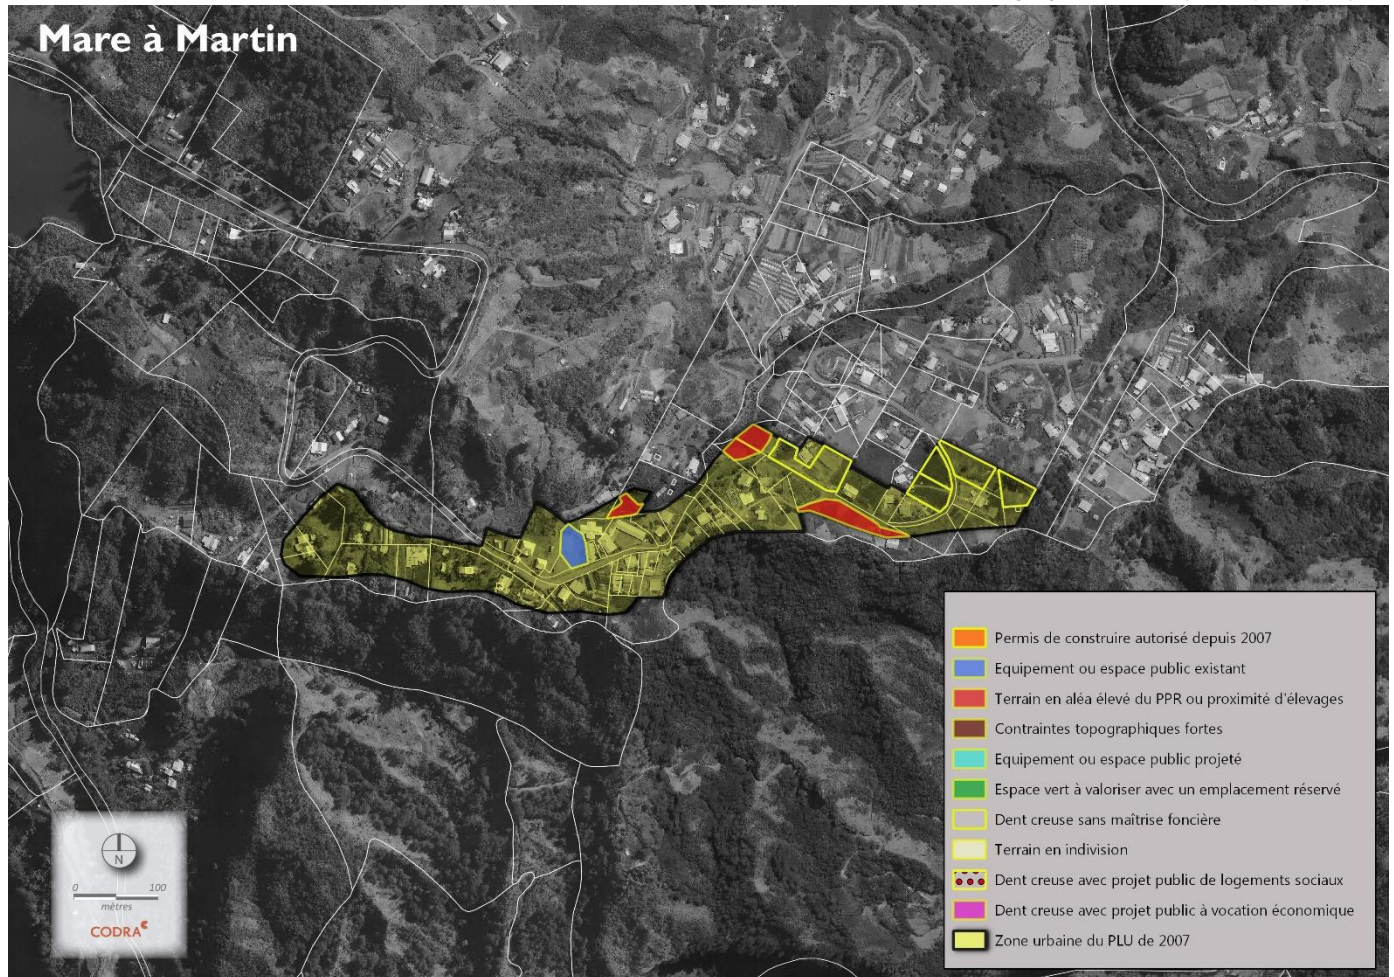 Mare à Martin
Permis de construire autorisé depuis 2007
Equipement ou espace public existant
Terrain en aléa élevé du PPR ou proximité d'élevages
Contraintes topographiques fortes
Equipement ou espace public projeté
Espace vert à valoriser avec un emplacement réservé
Dent creuse sans maîtrise foncière
Terrain en indivision
Dent creuse avec projet public de logements sociaux
Dent creuse avec projet public à vocation économique
Zone urbaine du PLU de 2007
N
0 100
mètres
CODRA